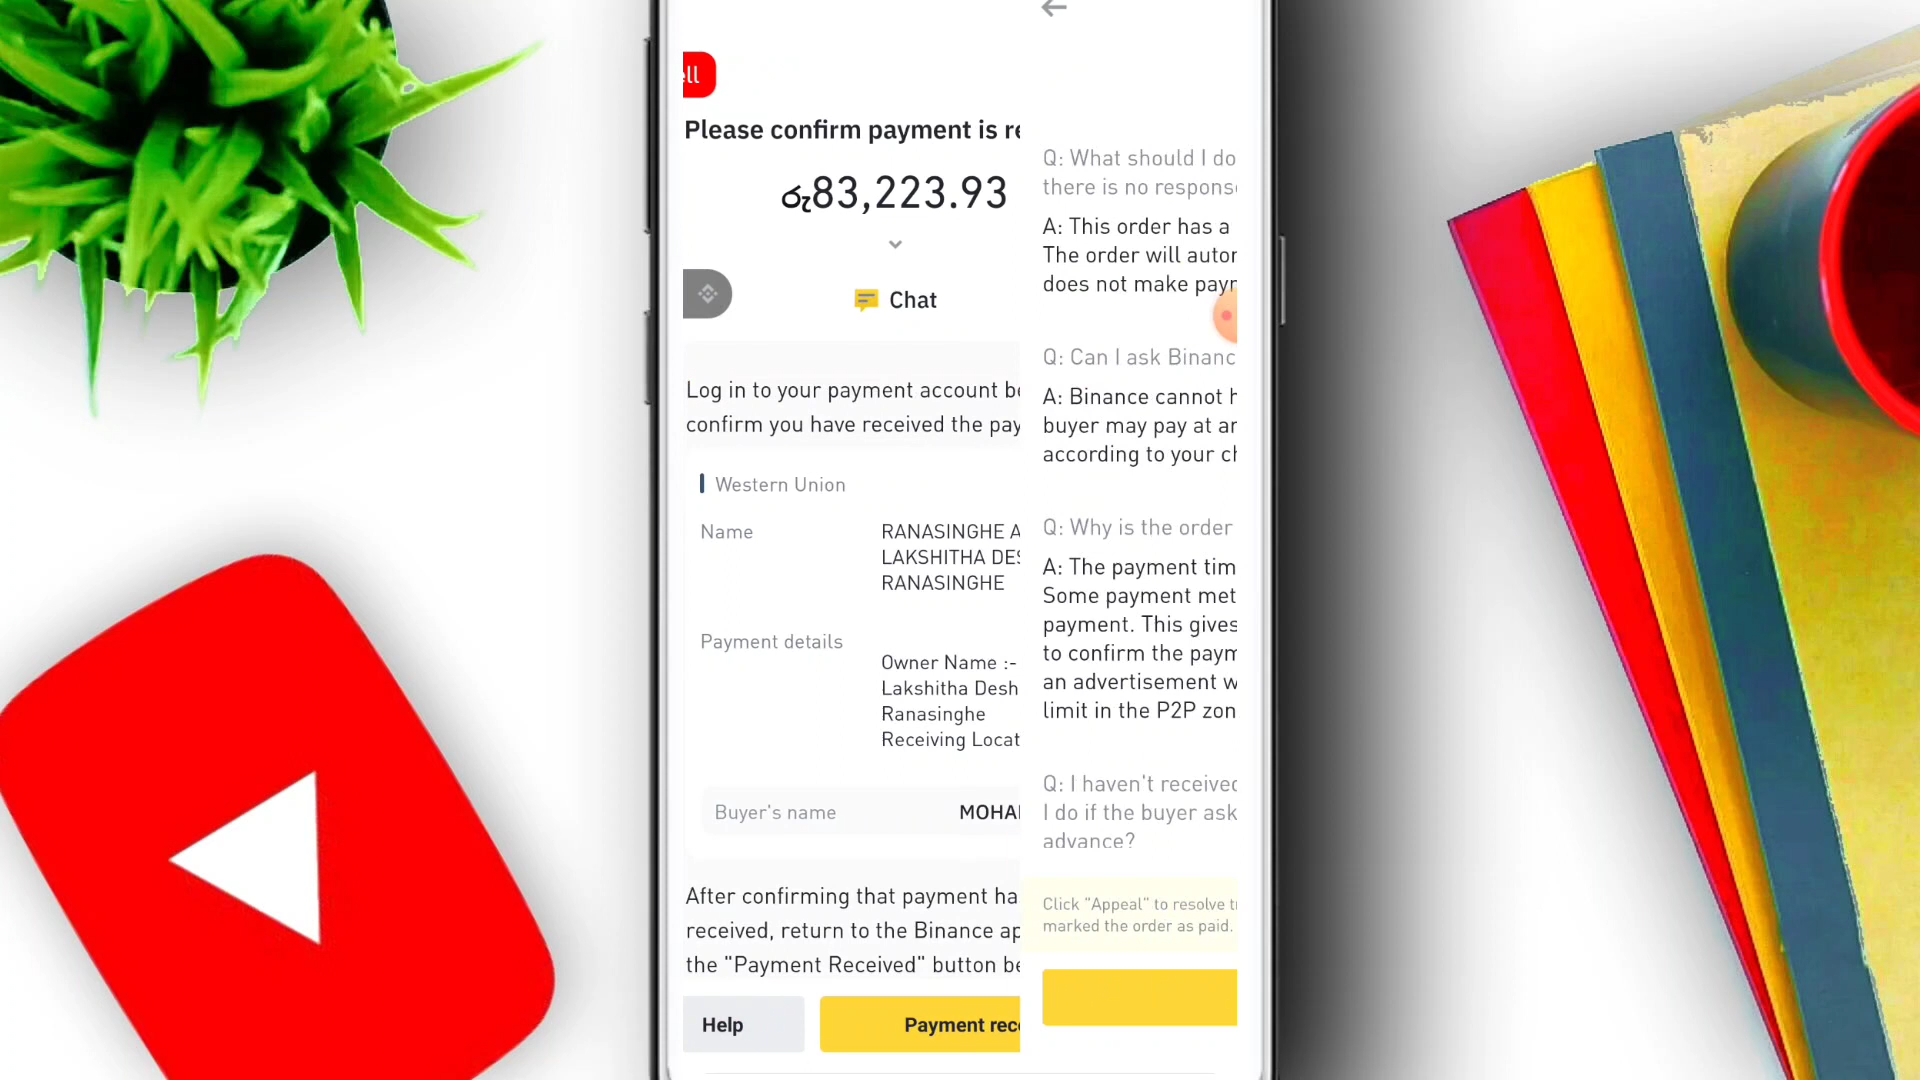 ell
Please confirm payment is re
රු83,223.93
Chat
Log in to your payment account be
confirm you have received the pay
Western Union
Name
RANASINGHE A
LAKSHITHA DES
RANASINGHE
Payment details
Owner Name :-
Lakshitha Desh
Ranasinghe
Receiving Locat
Buyer's name
MOHA
After confirming that payment ha
received, return to the Binance ap
the "Payment Received" button be
Help
Payment rec
Q: What should I do
there is no response
A: This order has a
The order will autor
does not make payr
Q: Can I ask Binanc
A: Binance cannot h
buyer may pay at ar
according to your ch
Q: Why is the order
A: The payment tim
Some payment met
payment. This gives
to confirm the paym
an advertisement w
limit in the P2P zon
Q: I haven't received
I do if the buyer ask
advance?
Click "Appeal" to resolve tr
marked the order as paid.